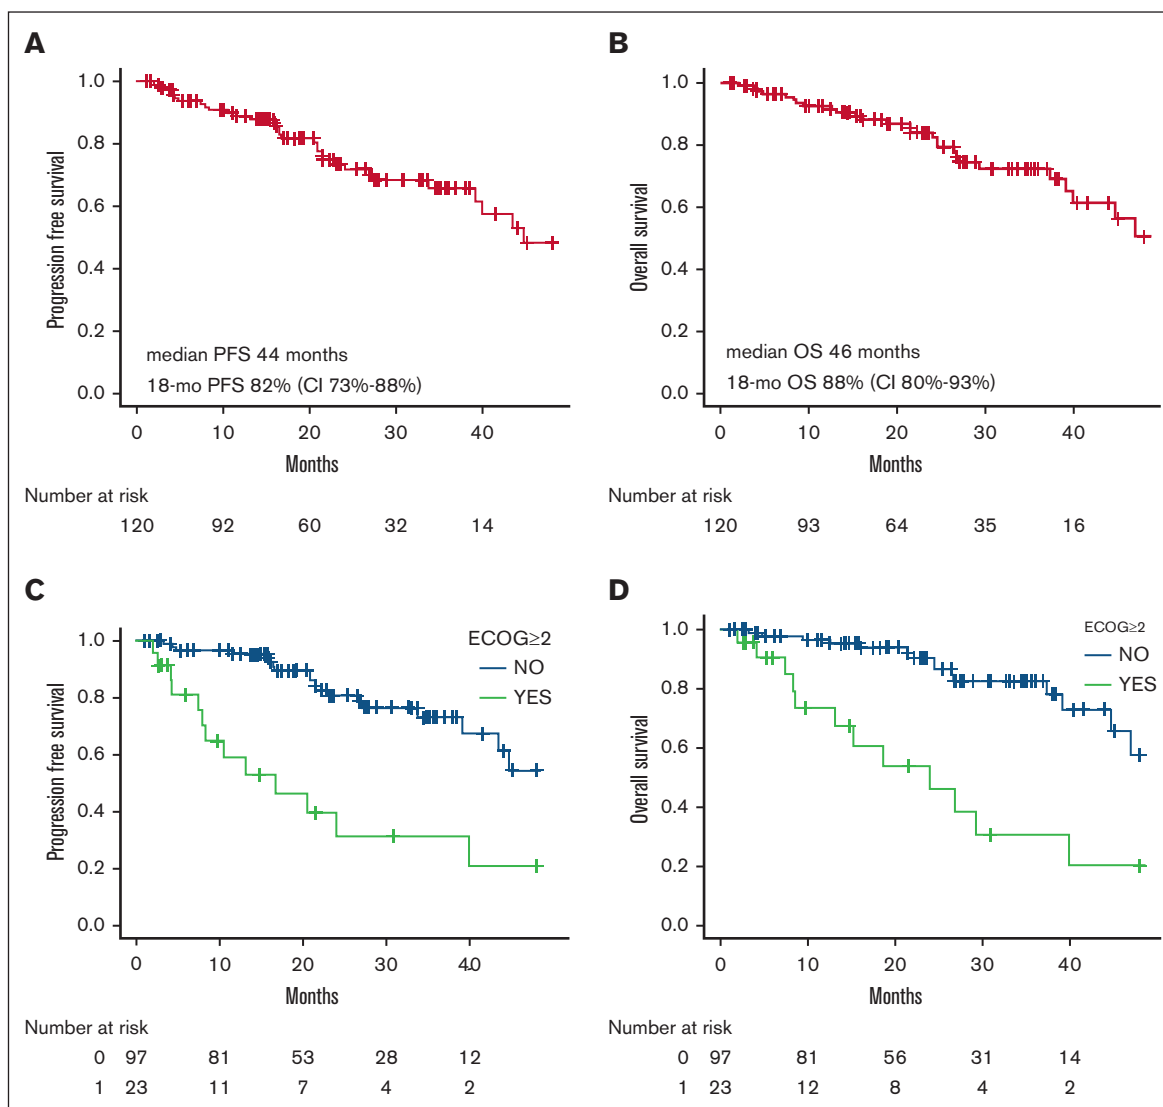 A
1.0
0.8
0.6
0.4
0.2
0.0
Progression free survival
median PFS 44 months
18-mo PFS 82% (CI 73%-88%)
0 10 20 30 40
Months
Number at risk
120 92 60 32 14
B
1.0
0.8
0.6
0.4
0.2
0.0
Overall survival
median OS 46 months
18-mo OS 88% (CI 80%-93%)
0 10 20 30 40
Months
Number at risk
120 93 64 35 16
C
1.0
0.8
0.6
0.4
0.2
0.0
Progression free survival
ECOG≥2
NO
YES
0 10 20 30 40
Months
Number at risk
0 97 81 53 28 12
1 23 11 7 4 2
D
1.0
0.8
0.6
0.4
0.2
0.0
Overall survival
ECOG≥2
NO
YES
0 10 20 30 40
Months
Number at risk
0 97 81 56 31 14
1 23 12 8 4 2